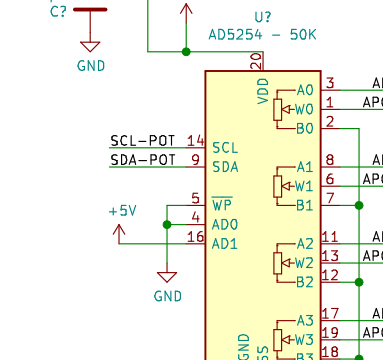 C?
GND
U?
AD5254 - 50K
20
VDD
A0 3
W0 1
B0 2
SCL-POT 14 SCL
SDA-POT 9 SDA
A1 8
W1 6
B1 7
5 WP
4 AD0
+5V 16 AD1
GND
A2 11
W2 13
B2 12
A3 17
W3 19
B3 18
GND